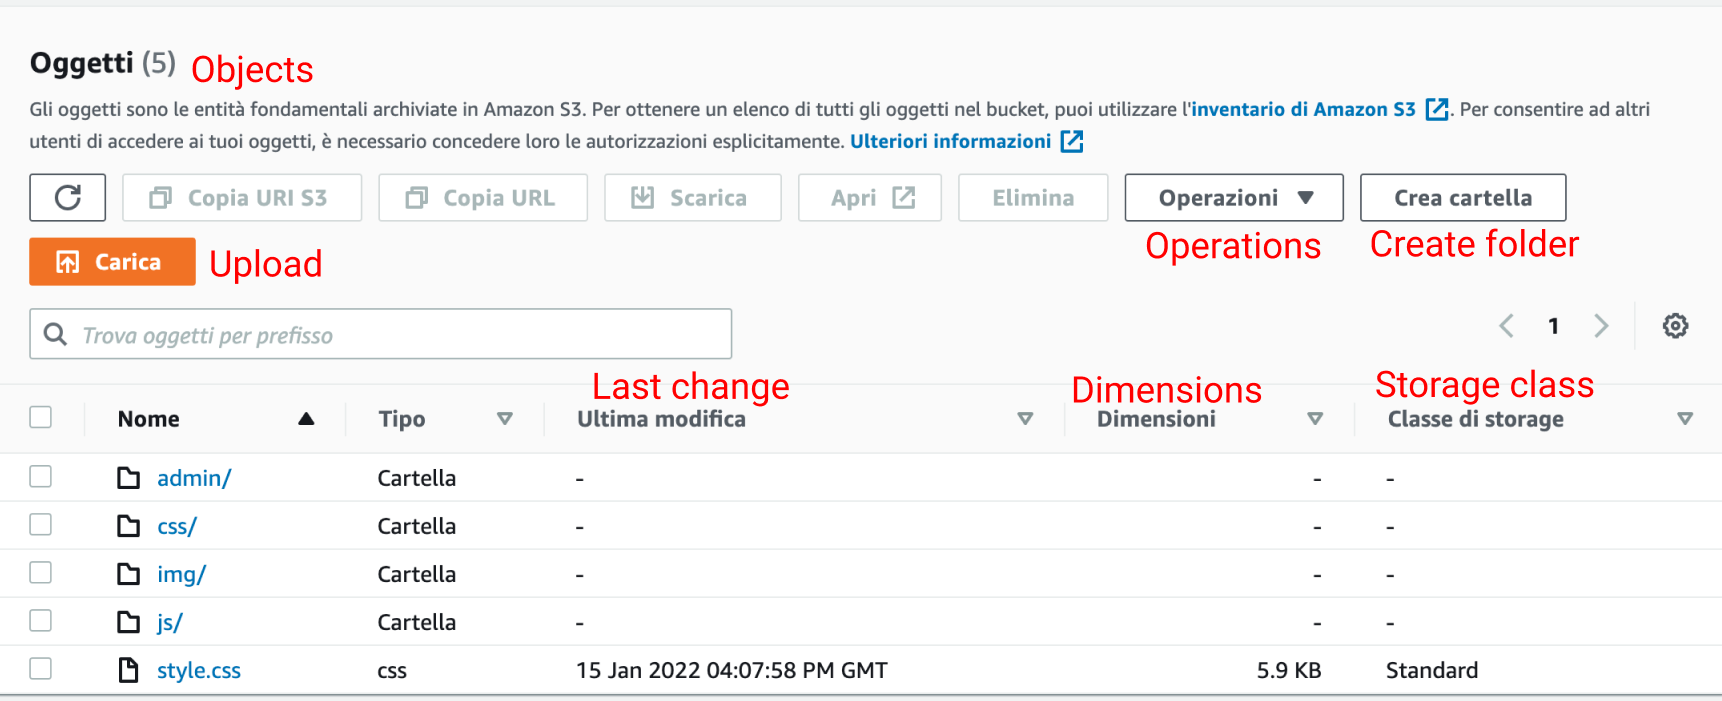 Oggetti (5) Objects
Gli oggetti sono le entità fondamentali archiviate in Amazon S3. Per ottenere un elenco di tutti gli oggetti nel bucket, puoi utilizzare l'inventario di Amazon S3. Per consentire ad altri
utenti di accedere ai tuoi oggetti, è necessario concedere loro le autorizzazioni esplicitamente. Ulteriori informazioni
Copia URI S3 Copia URL Scarica Apri Elimina Operazioni Crea cartella
Operations Create folder
Carica Upload
Trova oggetti per prefisso 1
Last change Dimensions Storage class
Nome Tipo Ultima modifica Dimensioni Classe di storage
admin/ Cartella - - -
css/ Cartella - - -
img/ Cartella - - -
js/ Cartella - - -
style.css css 15 Jan 2022 04:07:58 PM GMT 5.9 KB Standard